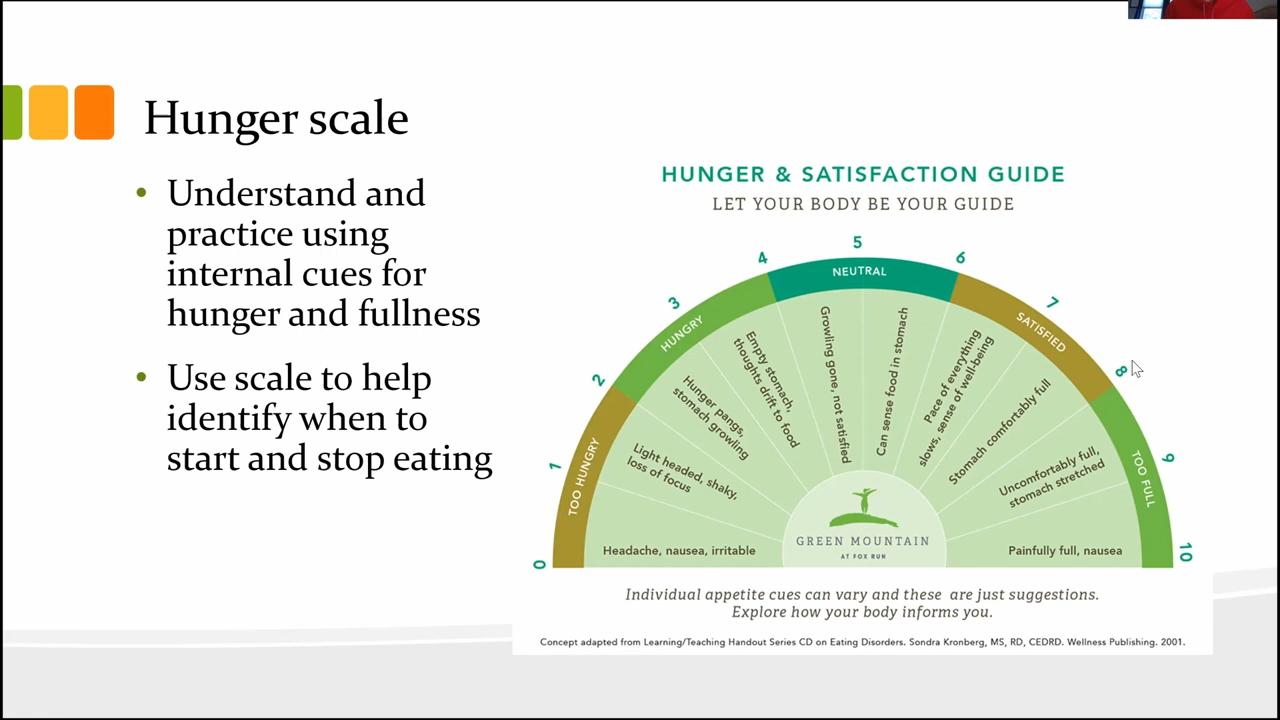 Hunger scale
• Understand and
practice using
internal cues for
hunger and fullness
• Use scale to help
identify when to
start and stop eating
HUNGER & SATISFACTION GUIDE
LET YOUR BODY BE YOUR GUIDE
0
1
2
3
4
5
6
7
8
9
10
TOO HUNGRY
HUNGRY
NEUTRAL
SATISFIED
TOO FULL
Headache, nausea, irritable
Light headed, shaky,
loss of focus
Hunger pangs,
stomach growling
Empty stomach,
thoughts drift to food
Growling gone, not satisfied
Can sense food in stomach
Pace of everything
slows, sense of well-being
Stomach comfortably full
Uncomfortably full,
stomach stretched
Painfully full, nausea
GREEN MOUNTAIN
AT FOX RUN
Individual appetite cues can vary and these are just suggestions.
Explore how your body informs you.
Concept adapted from Learning/Teaching Handout Series CD on Eating Disorders. Sondra Kronberg, MS, RD, CEDRD. Wellness Publishing. 2001.